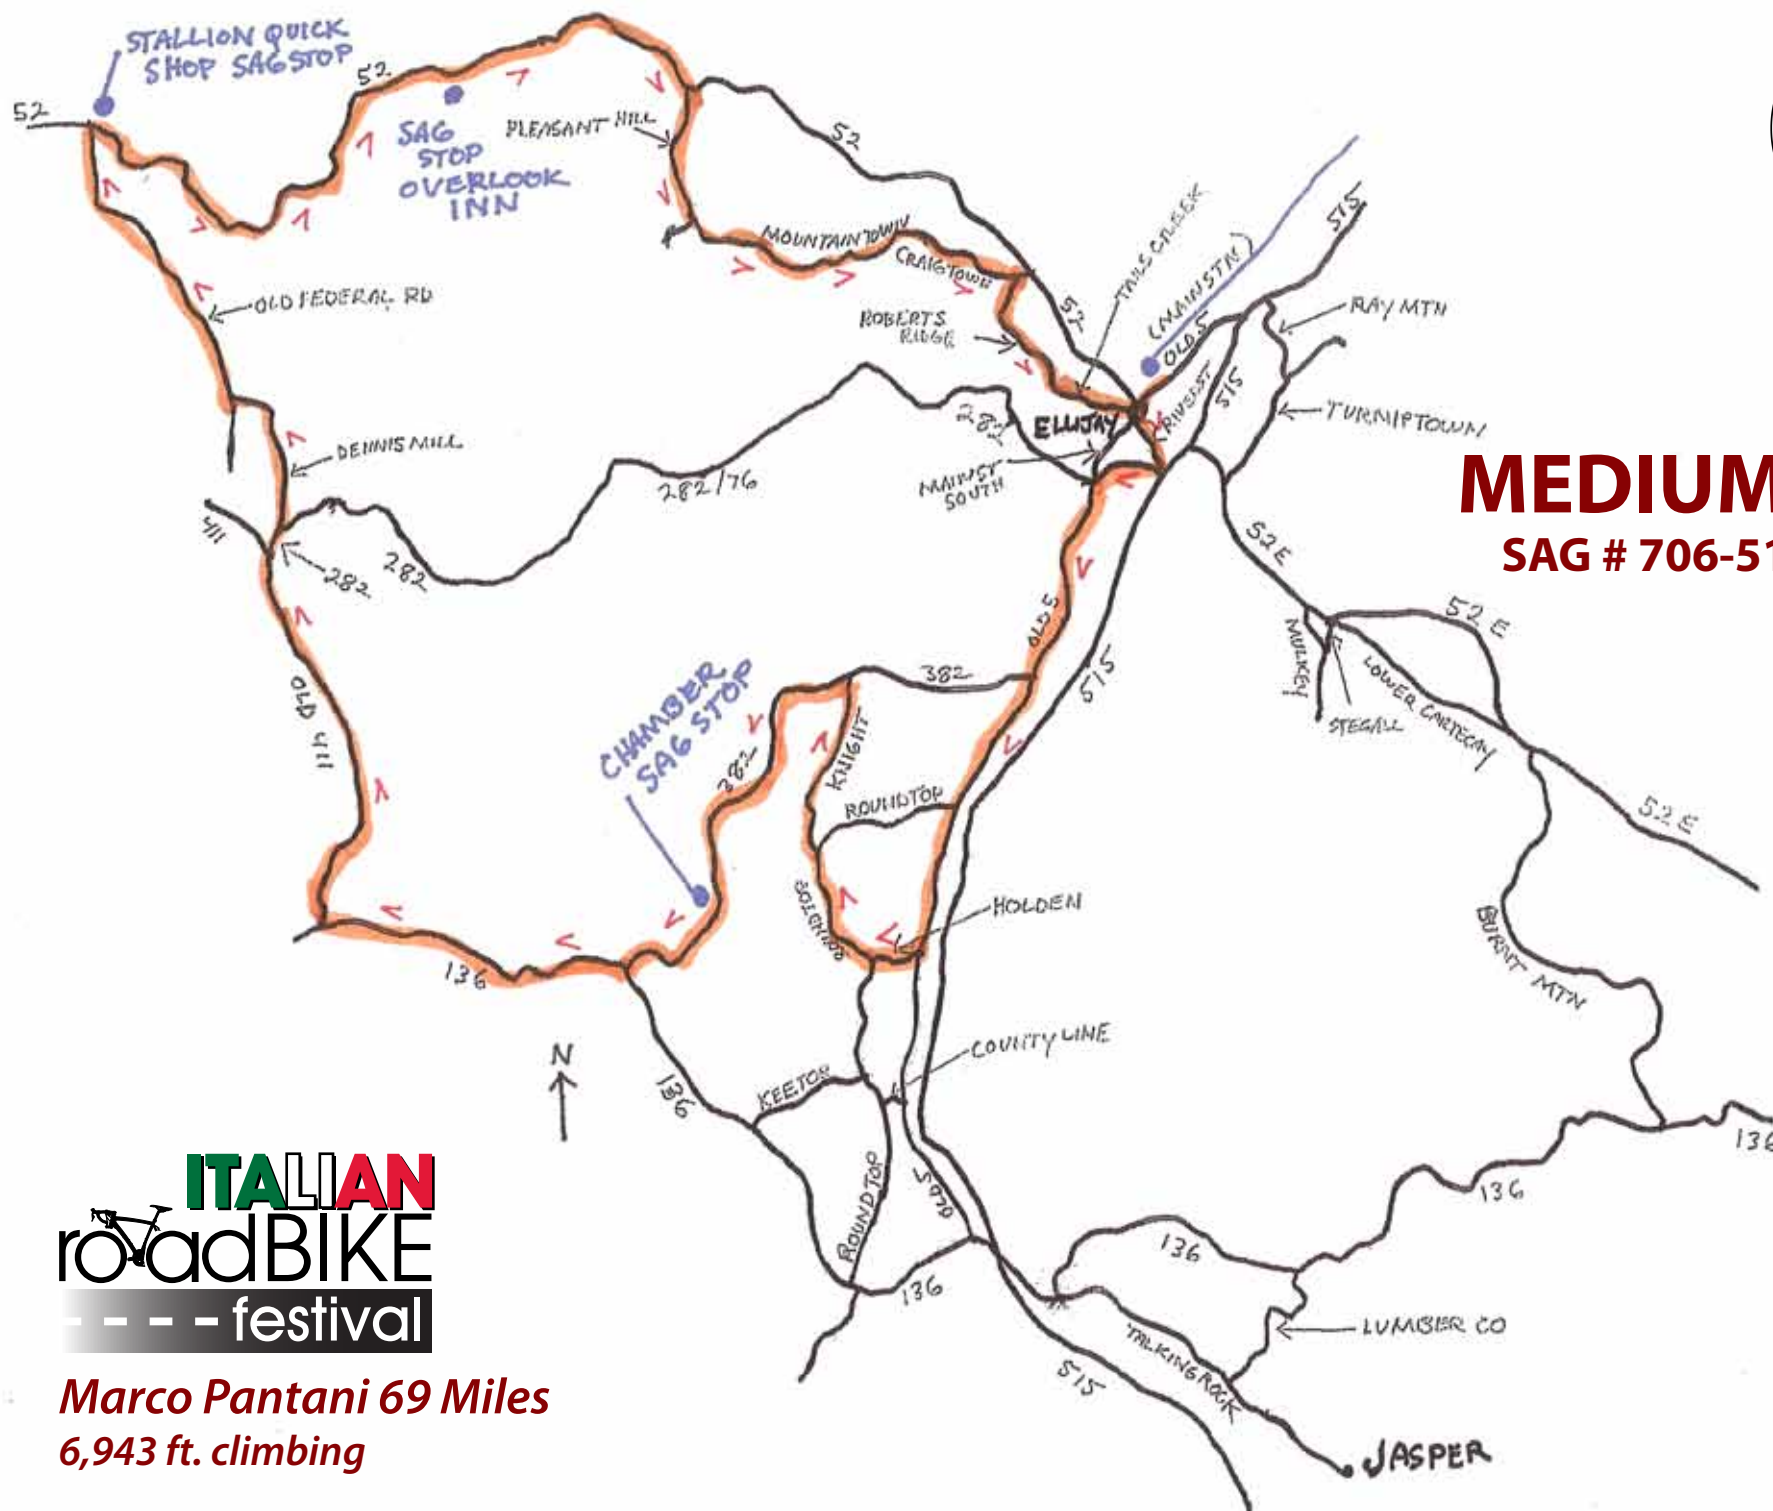 STALLION QUICK
SHOP SAG STOP
52
52
SAG
STOP
OVERLOOK
INN
PLEASANT HILL
52
MOUNTAINTOWN
CRAIGTOWN
TAILS CREEK
(MAIN ST N)
OLD 5
515
RAY MTN
52
ROBERTS
RIDGE
OLD FEDERAL RD
RIVER ST
515
TURNIPTOWN
ELLIJAY
282
MAIN ST
SOUTH
DENNIS MILL
282/76
411
282
282
MEDIUM
SAG # 706-51
52 E
52 E
MULKEY
STEGALL
LOWER CARTECAY
52 E
OLD 5
515
382
OLD 411
CHAMBER
SAG STOP
382
KNIGHT
ROUNDTOP
ROUNDTOP
HOLDEN
BURNT MTN
136
N
COUNTY LINE
136
KEETOR
ROUNDTOP
OLD 5
136
136
136
136
LUMBER CO
TALKING ROCK
515
JASPER
ITALIAN
roadBIKE
festival
Marco Pantani 69 Miles
6,943 ft. climbing